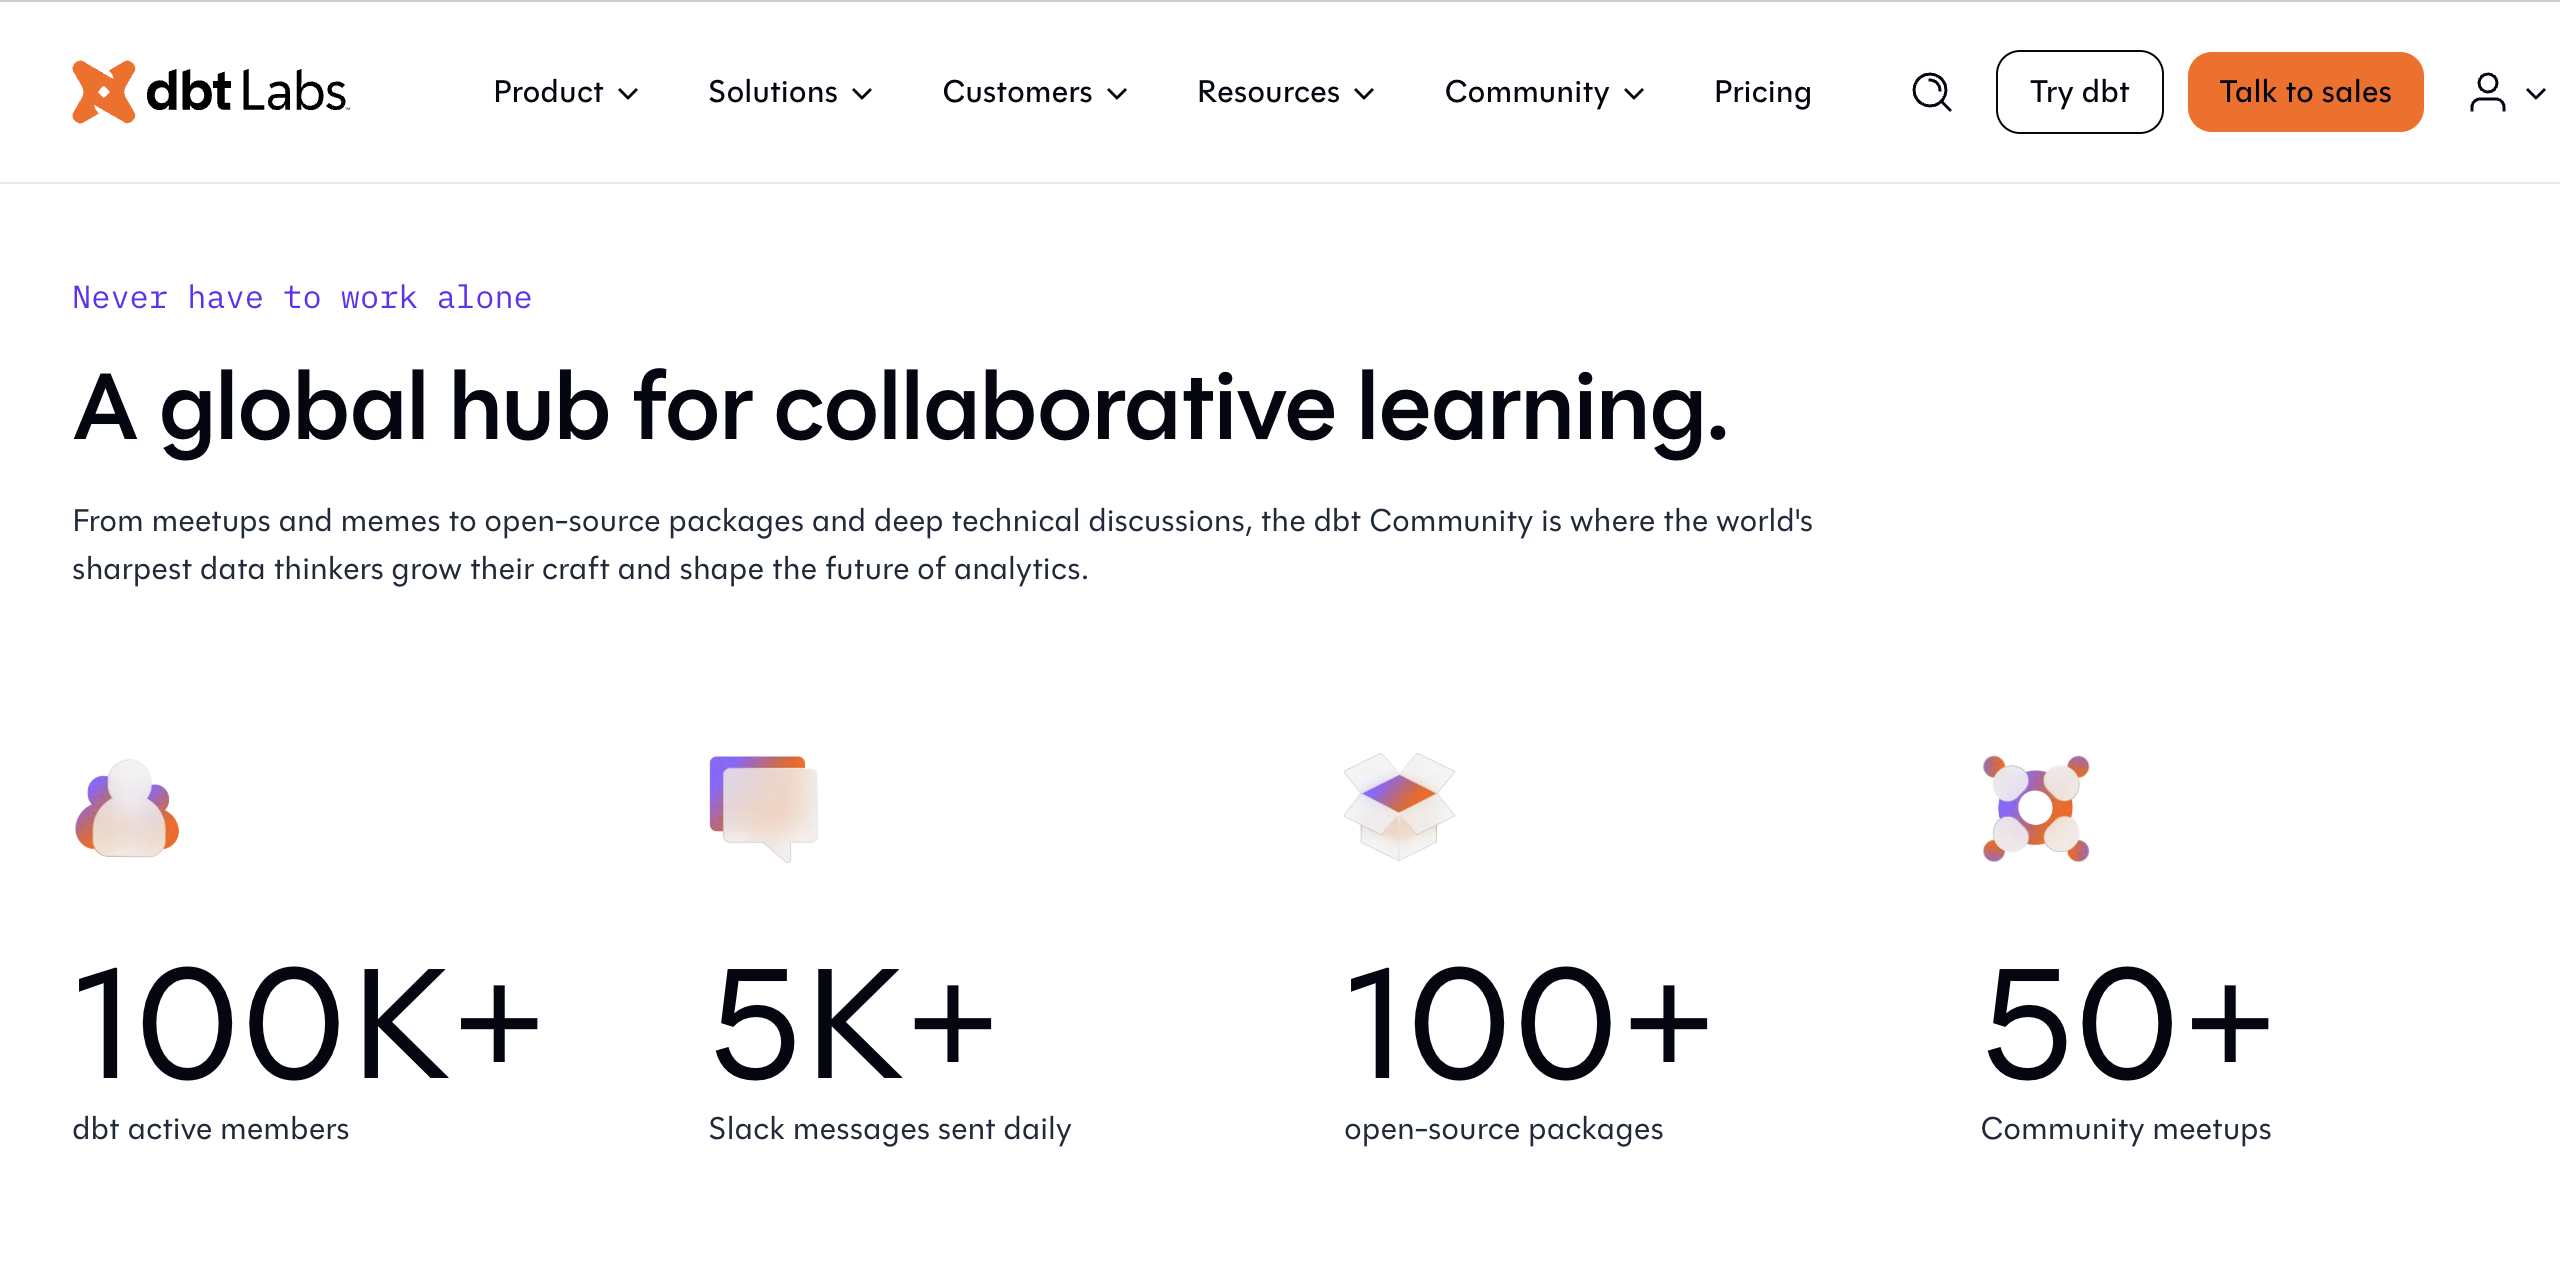 dbt Labs
Product
Solutions
Customers
Resources
Community
Pricing
Try dbt
Talk to sales
Never have to work alone
A global hub for collaborative learning.
From meetups and memes to open-source packages and deep technical discussions, the dbt Community is where the world's
sharpest data thinkers grow their craft and shape the future of analytics.
100K+
dbt active members
5K+
Slack messages sent daily
100+
open-source packages
50+
Community meetups